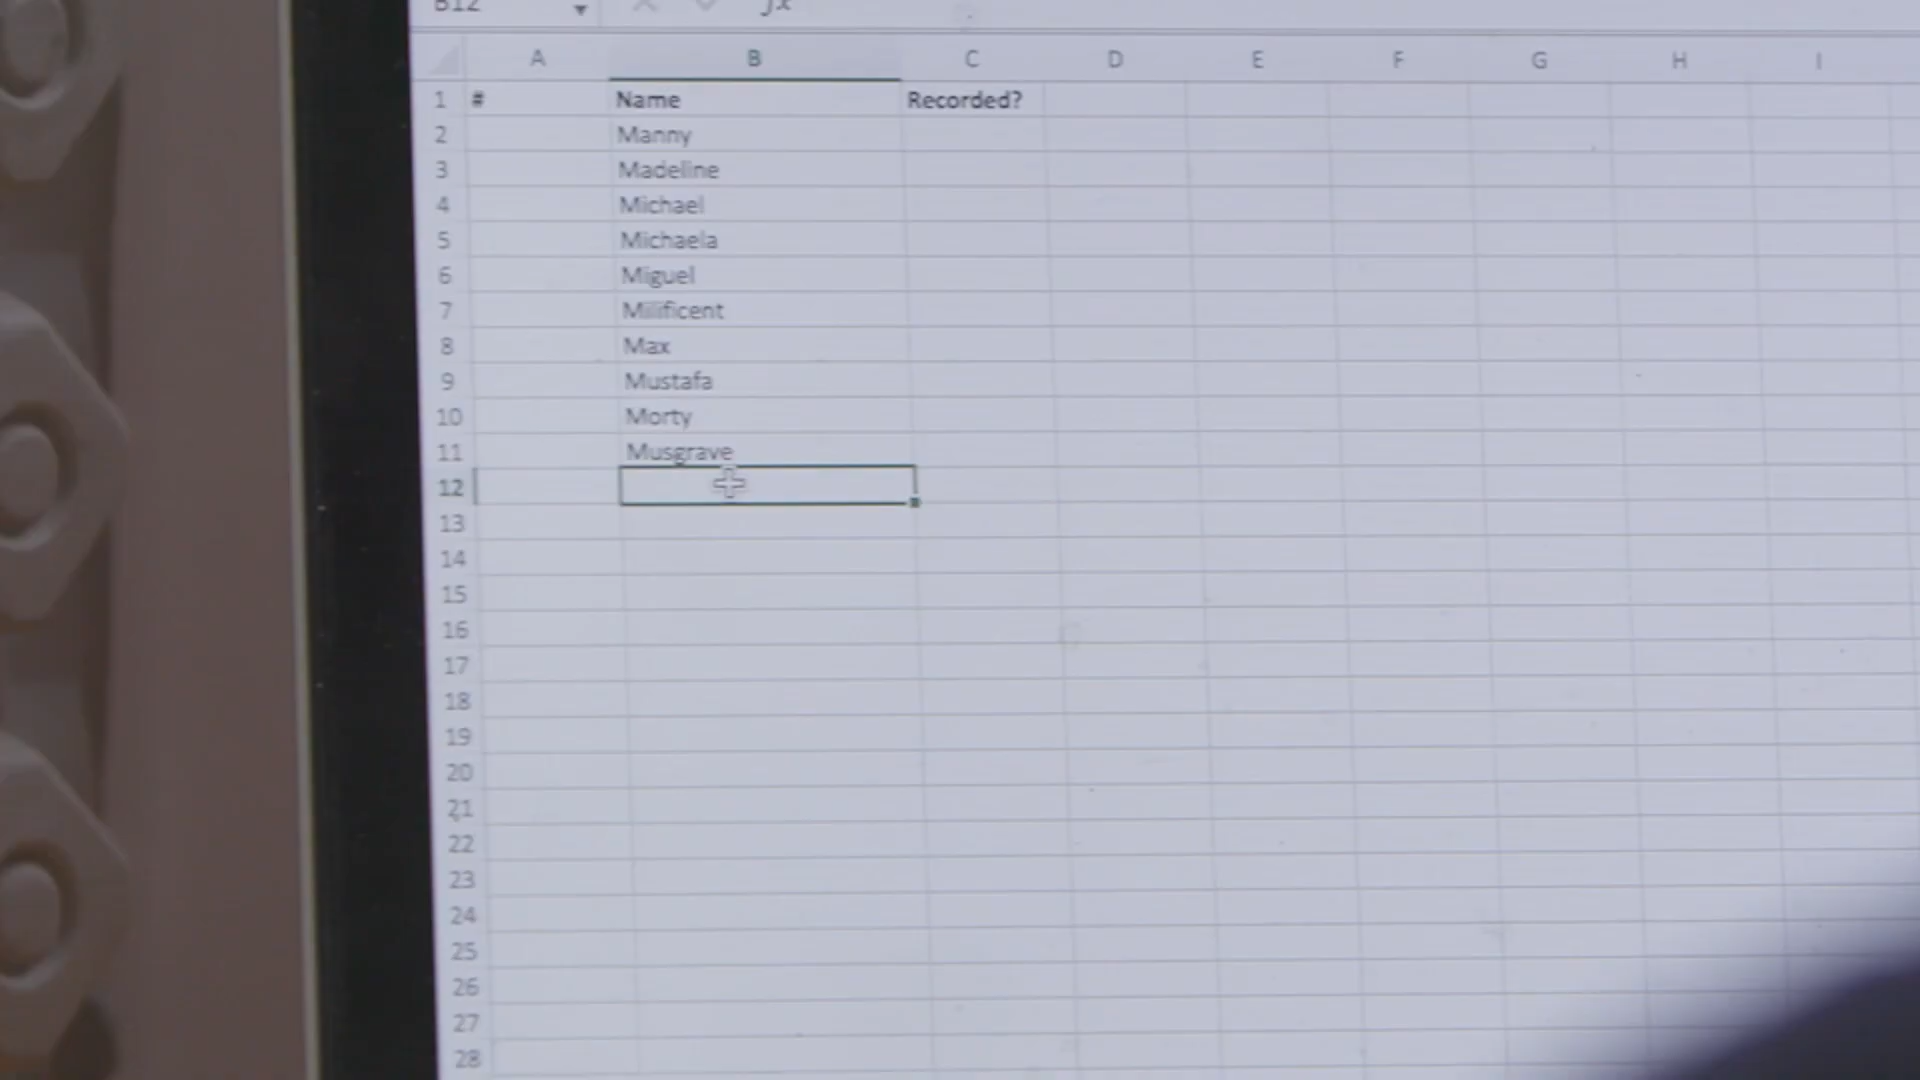 B12 fx
A B C D E F G H I
1 # Name Recorded?
2 Manny
3 Madeline
4 Michael
5 Michaela
6 Miguel
7 Milificent
8 Max
9 Mustafa
10 Morty
11 Musgrave
12
13
14
15
16
17
18
19
20
21
22
23
24
25
26
27
28